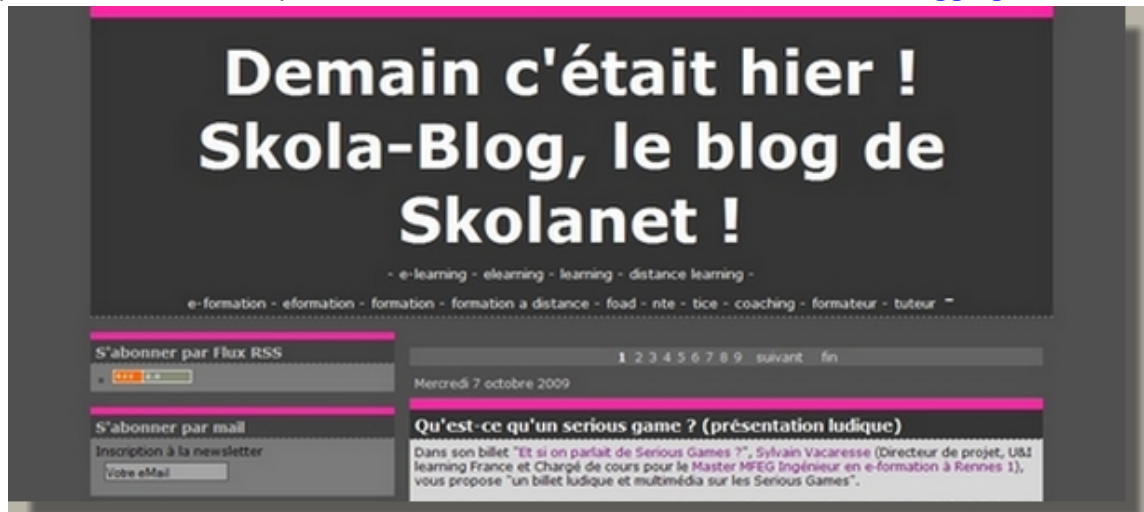 Demain c'était hier !
Skola-Blog, le blog de
Skolanet !
- e-learning - elearning - learning - distance learning -
e-formation - eformation - formation - formation a distance - foad - nte - tice - coaching - formateur - tuteur -
S'abonner par Flux RSS
S'abonner par mail
Inscription à la newsletter
Votre eMail
1 2 3 4 5 6 7 8 9 suivant fin
Mercredi 7 octobre 2009
Qu'est-ce qu'un serious game ? (présentation ludique)
Dans son billet "Et si on parlait de Serious Games ?", Sylvain Vacaresse (Directeur de projet, U&I
learning France et Chargé de cours pour le Master MFEG Ingénieur en e-formation à Rennes 1),
vous propose "un billet ludique et multimédia sur les Serious Games".